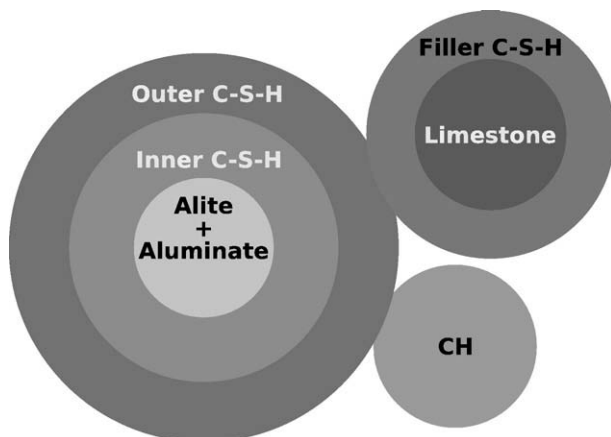 Outer C-S-H
Inner C-S-H
Alite
+
Aluminate
Filler C-S-H
Limestone
CH